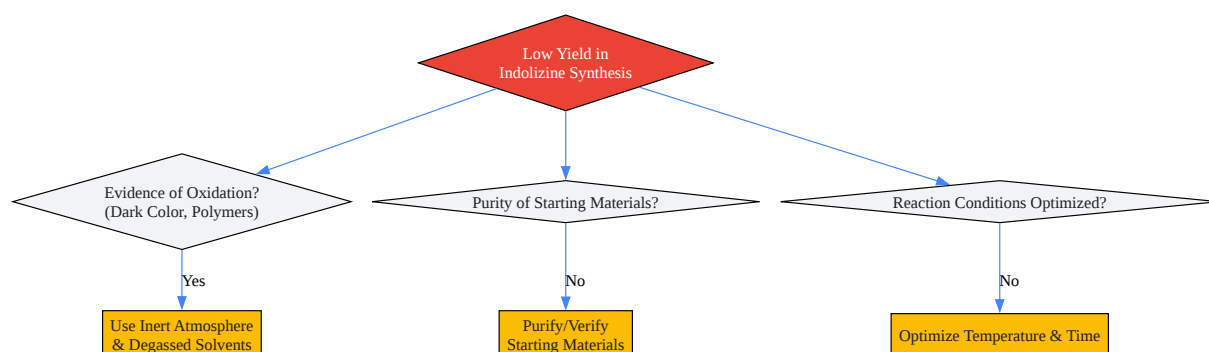 Low Yield in
Indolizine Synthesis
Evidence of Oxidation?
(Dark Color, Polymers)
Purity of Starting Materials?
Reaction Conditions Optimized?
Yes
No
No
Use Inert Atmosphere
& Degassed Solvents
Purify/Verify
Starting Materials
Optimize Temperature & Time